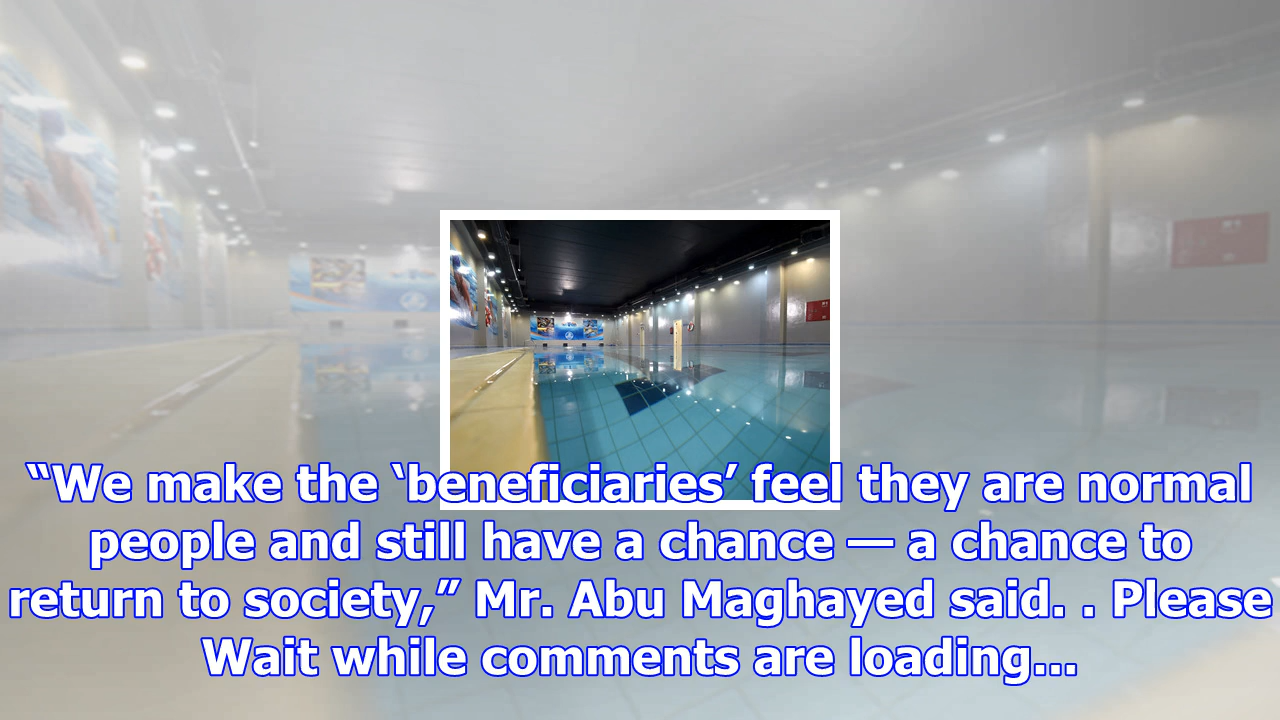 “We make the ‘beneficiaries’ feel they are normal
people and still have a chance — a chance to
return to society,” Mr. Abu Maghayed said. . Please
Wait while comments are loading...